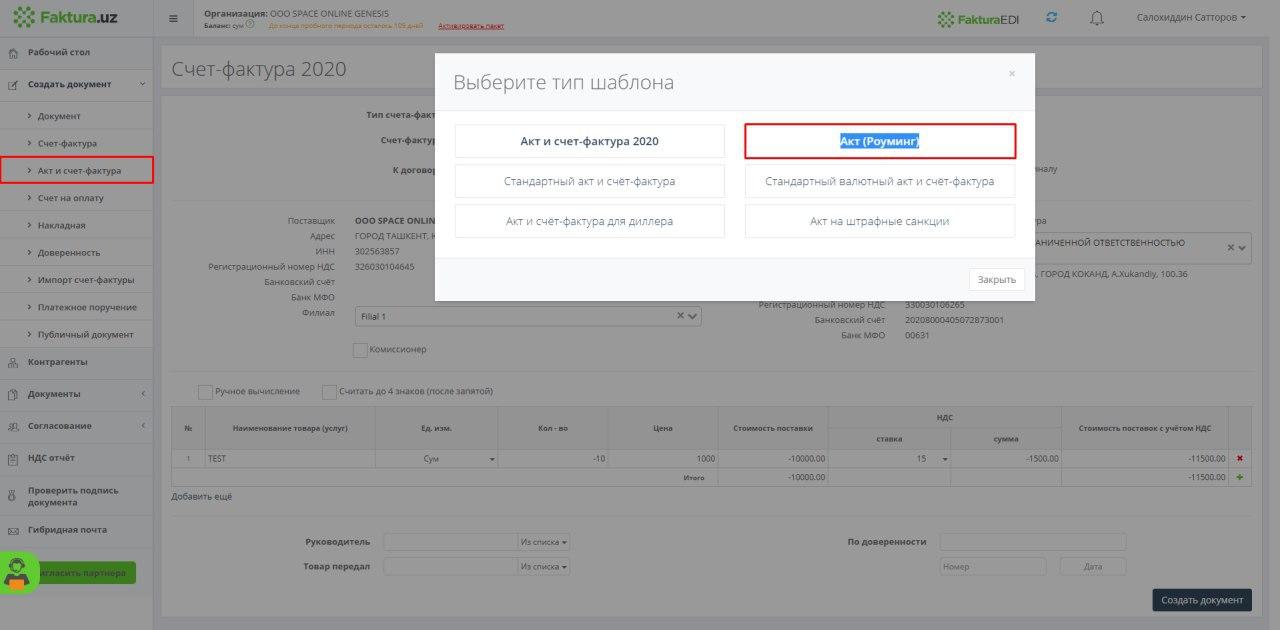 Faktura.uz
Организация: ООО SPACE ONLINE GENESIS
Баланс: сум
До конца пробного периода осталось 109 дней
Активировать пакет
FakturaEDI
Салохиддин Сатторов
Рабочий стол
Создать документ
Документ
Счет-фактура
Акт и счет-фактура
Счет на оплату
Накладная
Доверенность
Импорт счет-фактуры
Платежное поручение
Публичный документ
Контрагенты
Документы
Согласование
НДС отчёт
Проверить подпись
документа
Гибридная почта
игласить партнера
Счет-фактура 2020
Выберите тип шаблона
×
Акт и счет-фактура 2020
Акт (Роуминг)
Стандартный акт и счёт-фактура
Стандартный валютный акт и счёт-фактура
Акт и счёт-фактура для диллера
Акт на штрафные санкции
Закрыть
Тип счета-факт
Счет-фактур
К договор
иналу
Поставщик ООО SPACE ONLIN
Адрес ГОРОД ТАШКЕНТ,
ИНН 302563857
Регистрационный номер НДС 326030104645
Банковский счёт
Банк МФО
Филиал Filial 1
Комиссионер
ура
АНИЧЕННОЙ ОТВЕТСТВЕННОСТЬЮ
, ГОРОД КОКАНД, A.Xukandiy, 100.36
Регистрационный номер НДС 330030106265
Банковский счёт 20208000405072873001
Банк МФО 00631
Ручное вычисление Считать до 4 знаков (после запятой)
№ Наименование товара (услуг) Ед. изм. Кол - во Цена Стоимость поставки НДС Стоимость поставок с учётом НДС
ставка сумма
1 TEST Сум -10 1000 -10000.00 15 -1500.00 -11500.00
Итого -10000.00 -11500.00
Добавить ещё
Руководитель Из списка
По доверенности
Товар передал Из списка
Номер Дата
Создать документ